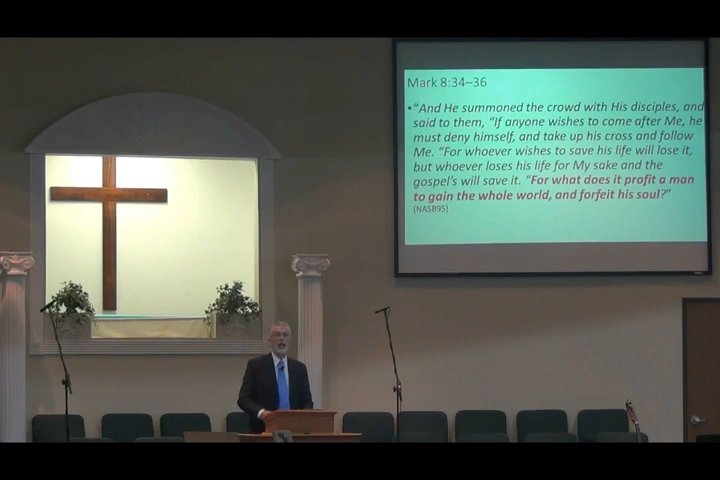 Mark 8:34–36
•"And He summoned the crowd with His disciples, and
said to them, "If anyone wishes to come after Me, he
must deny himself, and take up his cross and follow
Me. "For whoever wishes to save his life will lose it,
but whoever loses his life for My sake and the
gospel's will save it. "For what does it profit a man
to gain the whole world, and forfeit his soul?"
(NASB95)